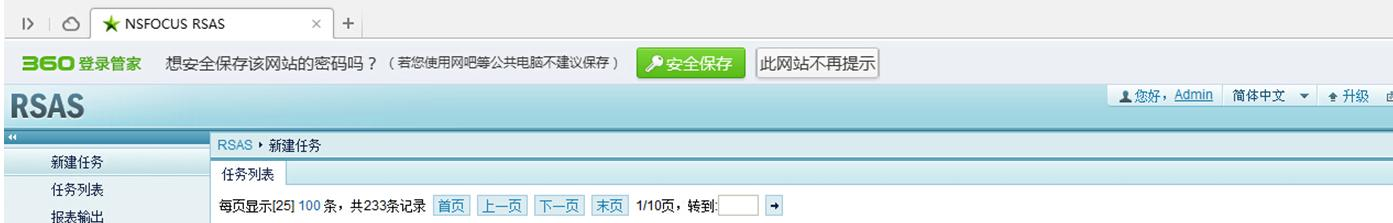 NSFOCUS RSAS
360登录管家 想安全保存该网站的密码吗?(若您使用网吧等公共电脑不建议保存) 安全保存 此网站不再提示
RSAS
您好,Admin 简体中文 升级
RSAS 新建任务
新建任务
任务列表
任务列表
报表输出
每页显示[25] 100 条,共233条记录 首页 上一页 下一页 末页 1/10页,转到: